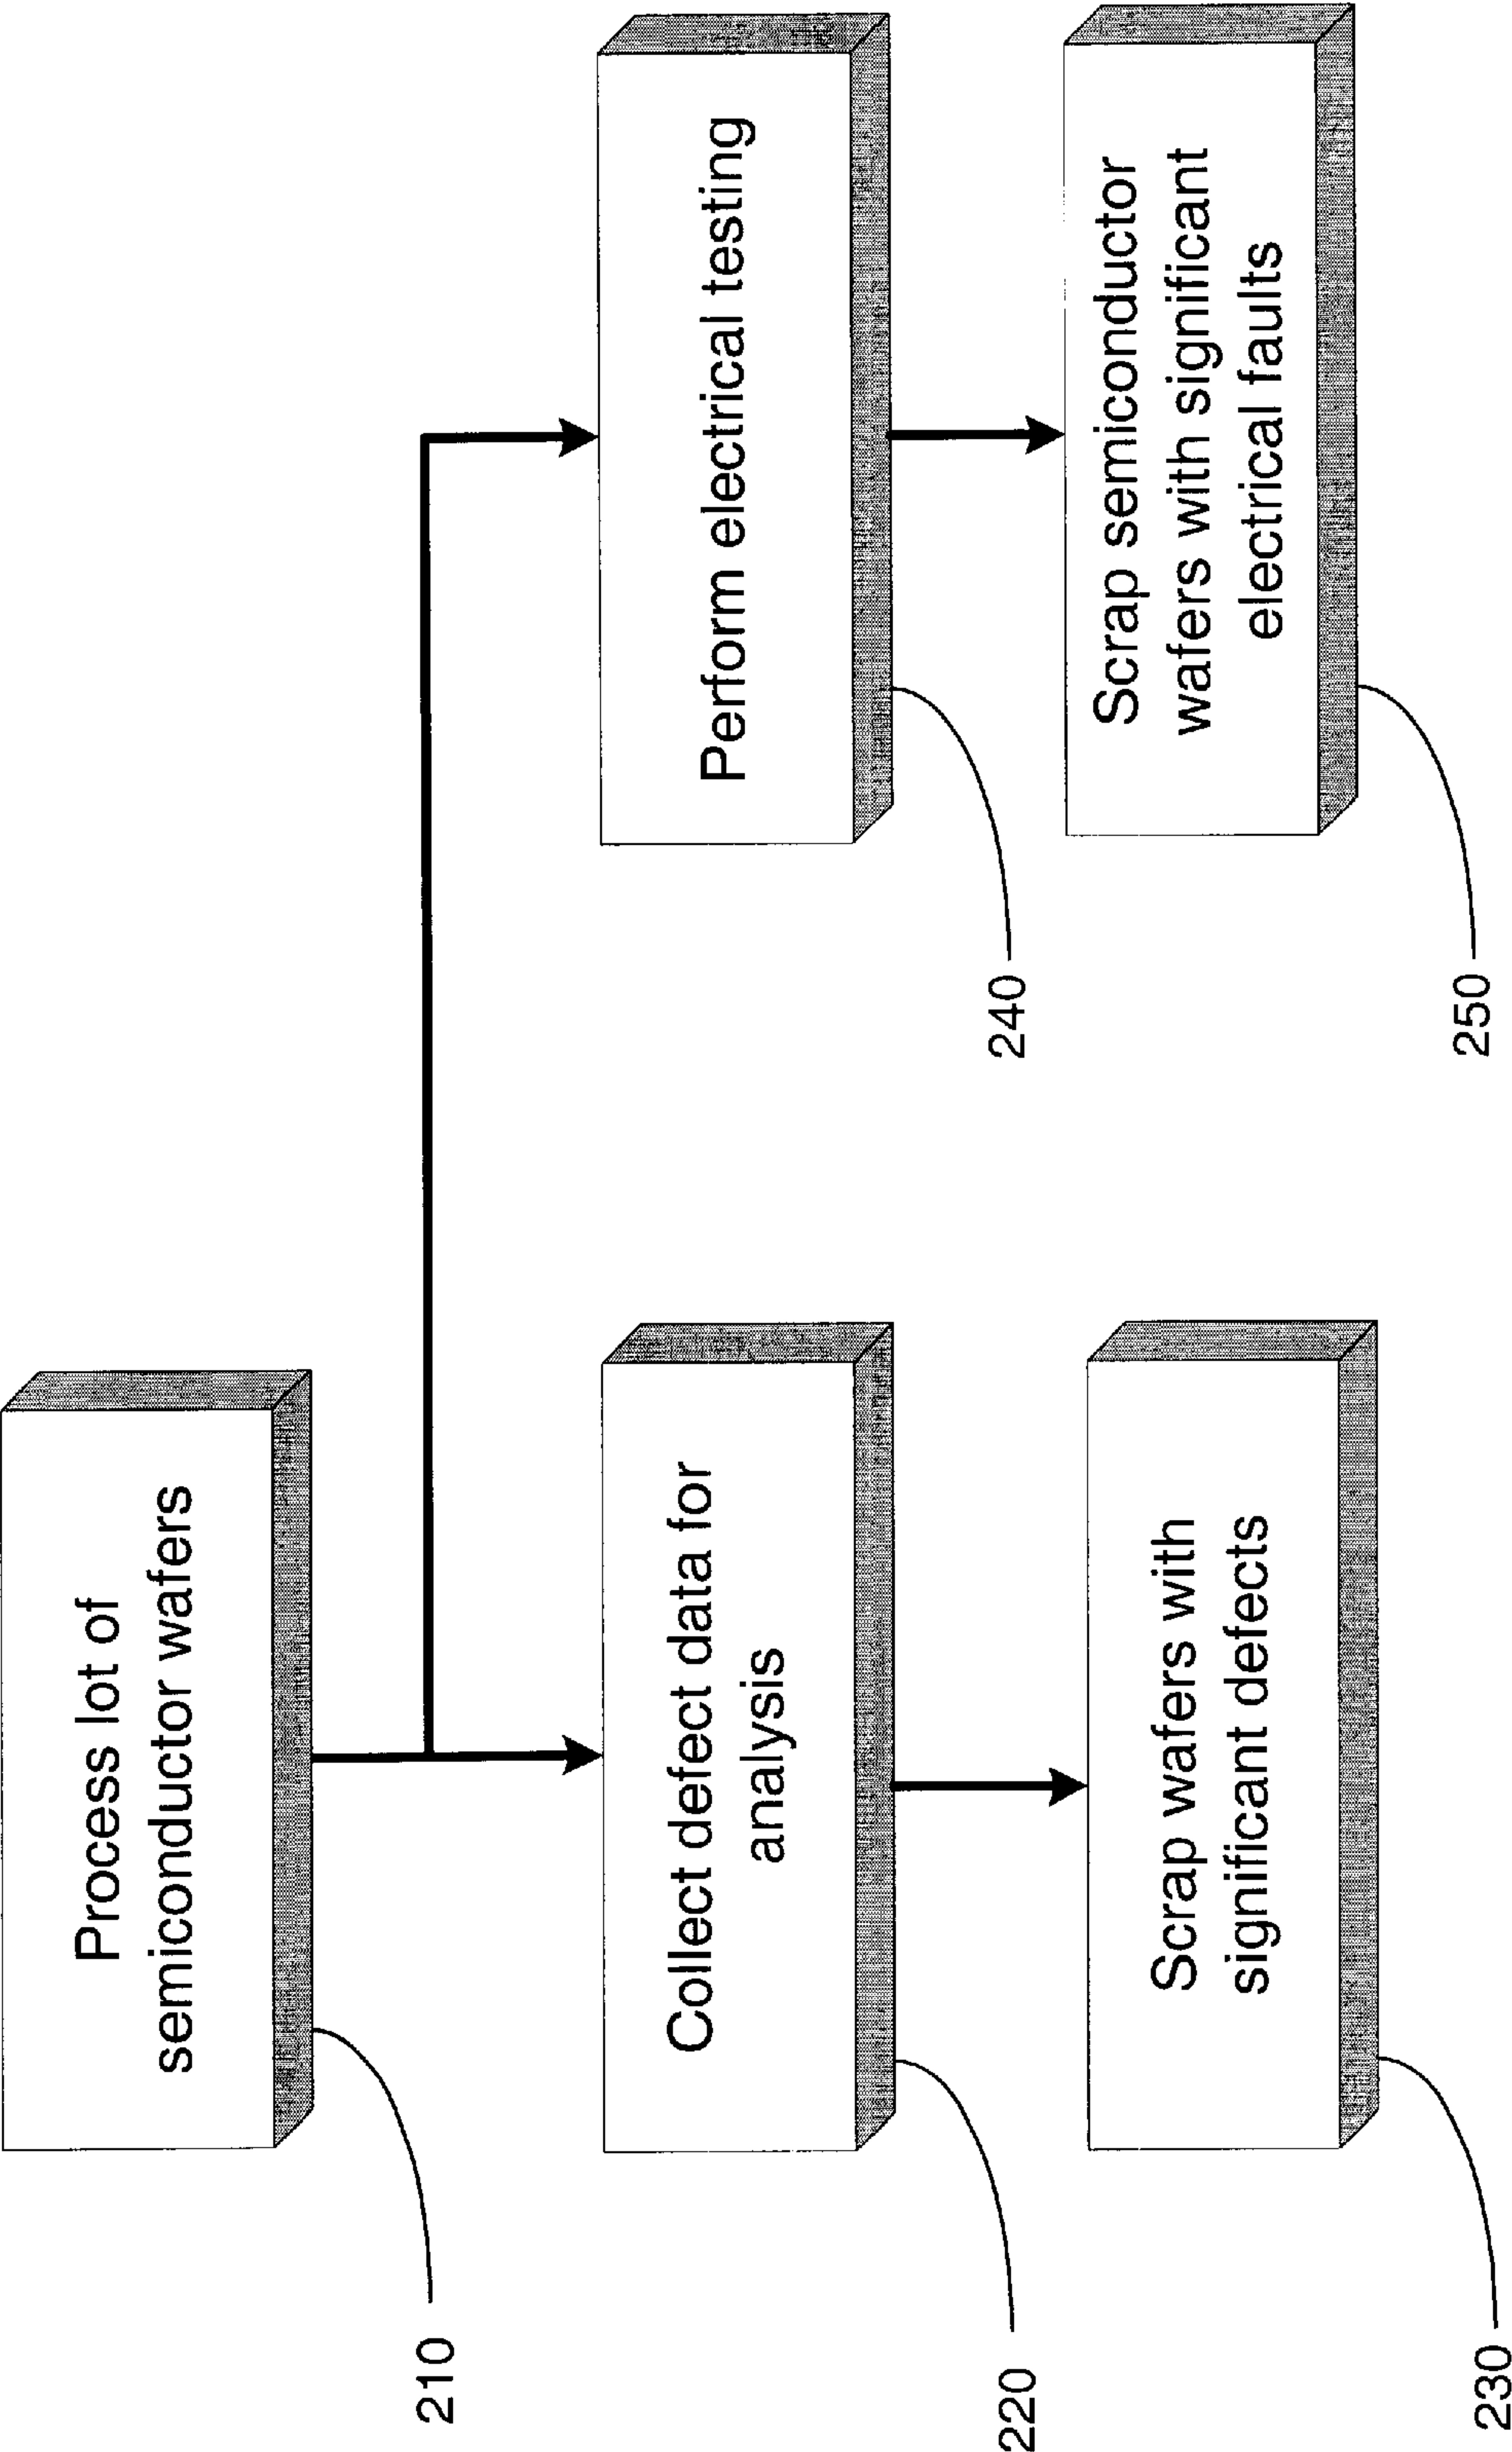 Process lot of
semiconductor wafers
210
Collect defect data for
analysis
220
Scrap wafers with
significant defects
230
Perform electrical testing
240
Scrap semiconductor
wafers with significant
electrical faults
250